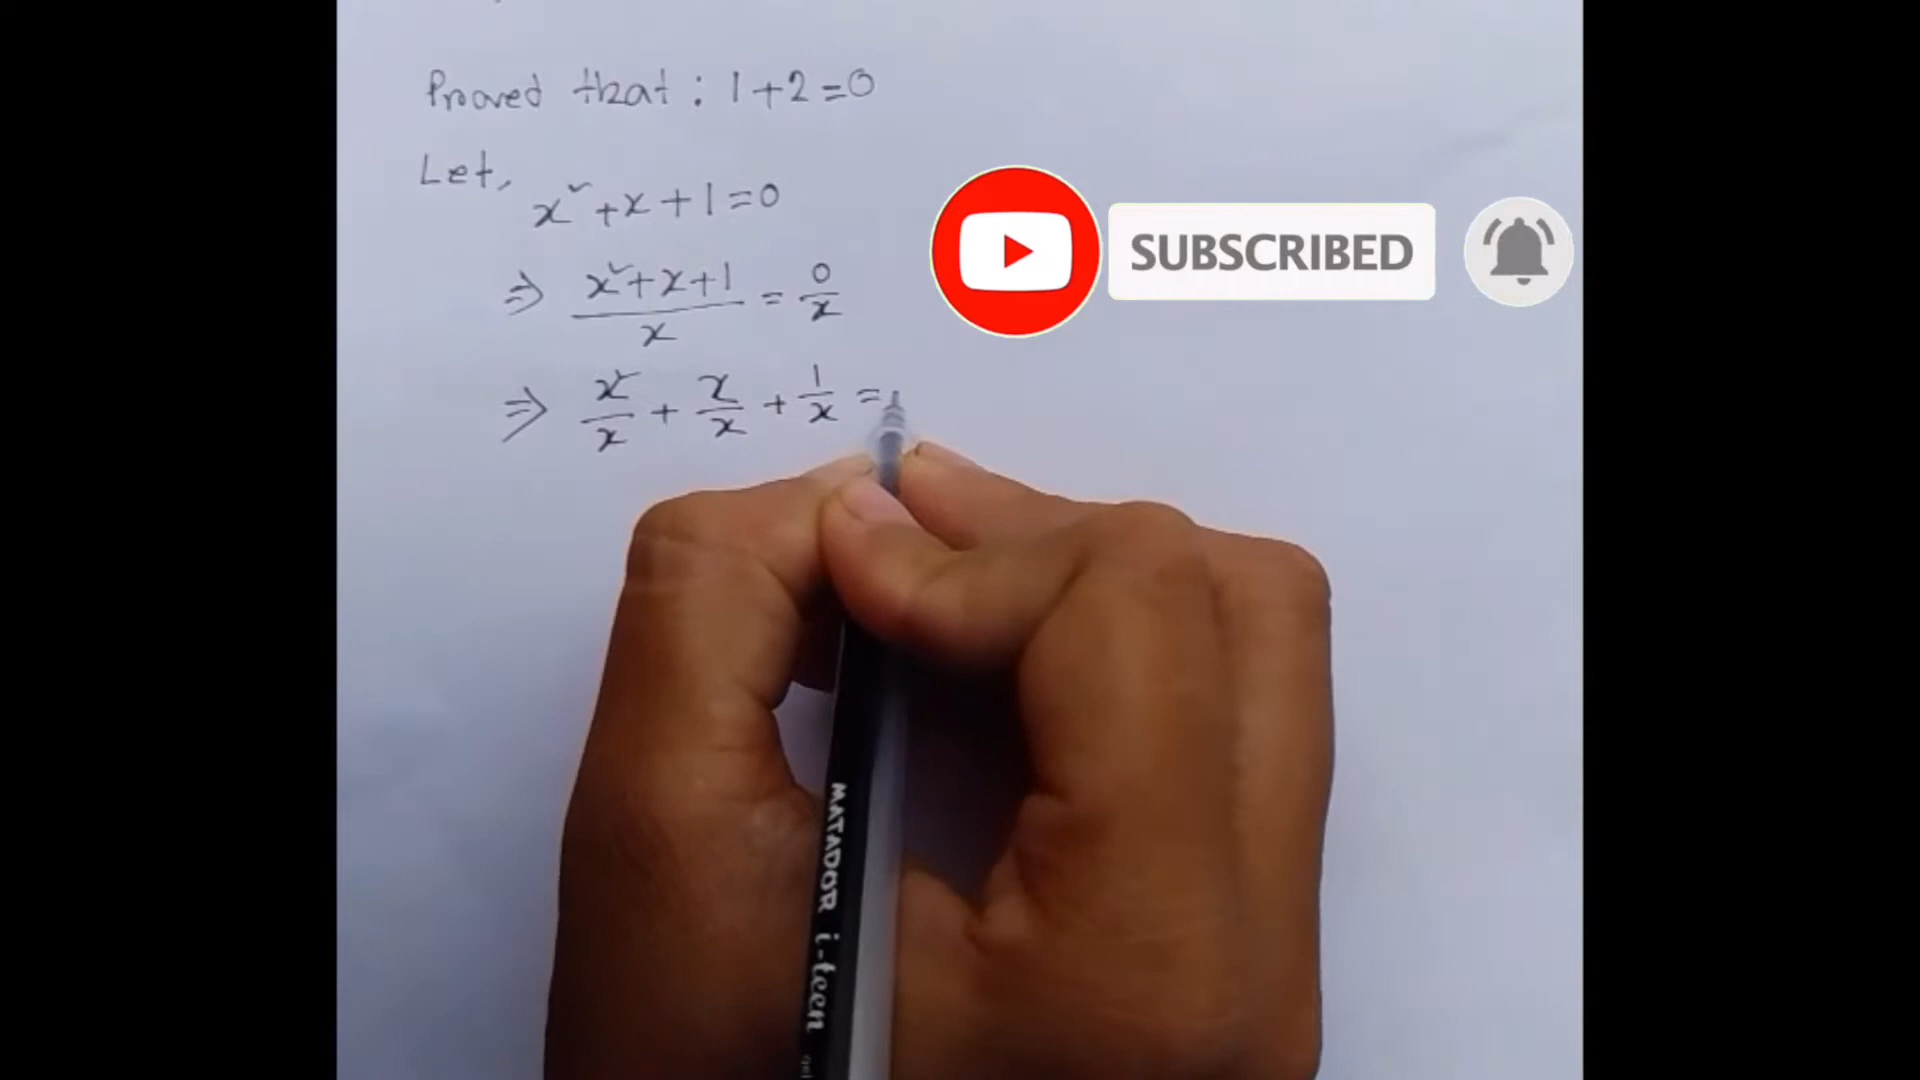 Proved that : 1+2=0
Let,
x²+x+1=0
⇒ (x²+x+1)/x = 0/x
⇒ x²/x + x/x + 1/x =
SUBSCRIBED
MATADOR i-teen